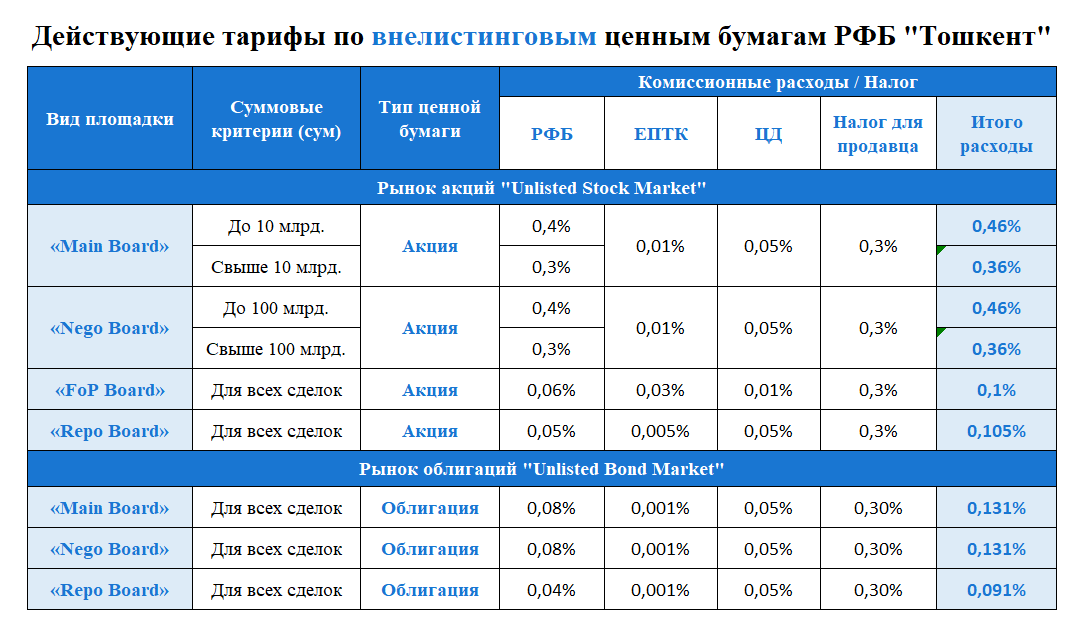 Действующие тарифы по внелистинговым ценным бумагам РФБ "Тошкент"
Вид площадки
Суммовые
критерии (сум)
Тип ценной
бумаги
Комиссионные расходы / Налог
РФБ
ЕПТК
ЦД
Налог для
продавца
Итого
расходы
Рынок акций "Unlisted Stock Market"
«Main Board»
До 10 млрд.
Акция
0,4%
0,01%
0,05%
0,3%
0,46%
Свыше 10 млрд.
0,3%
0,36%
«Nego Board»
До 100 млрд.
Акция
0,4%
0,01%
0,05%
0,3%
0,46%
Свыше 100 млрд.
0,3%
0,36%
«FoP Board»
Для всех сделок
Акция
0,06%
0,03%
0,01%
0,3%
0,1%
«Repo Board»
Для всех сделок
Акция
0,05%
0,005%
0,05%
0,3%
0,105%
Рынок облигаций "Unlisted Bond Market"
«Main Board»
Для всех сделок
Облигация
0,08%
0,001%
0,05%
0,30%
0,131%
«Nego Board»
Для всех сделок
Облигация
0,08%
0,001%
0,05%
0,30%
0,131%
«Repo Board»
Для всех сделок
Облигация
0,04%
0,001%
0,05%
0,30%
0,091%